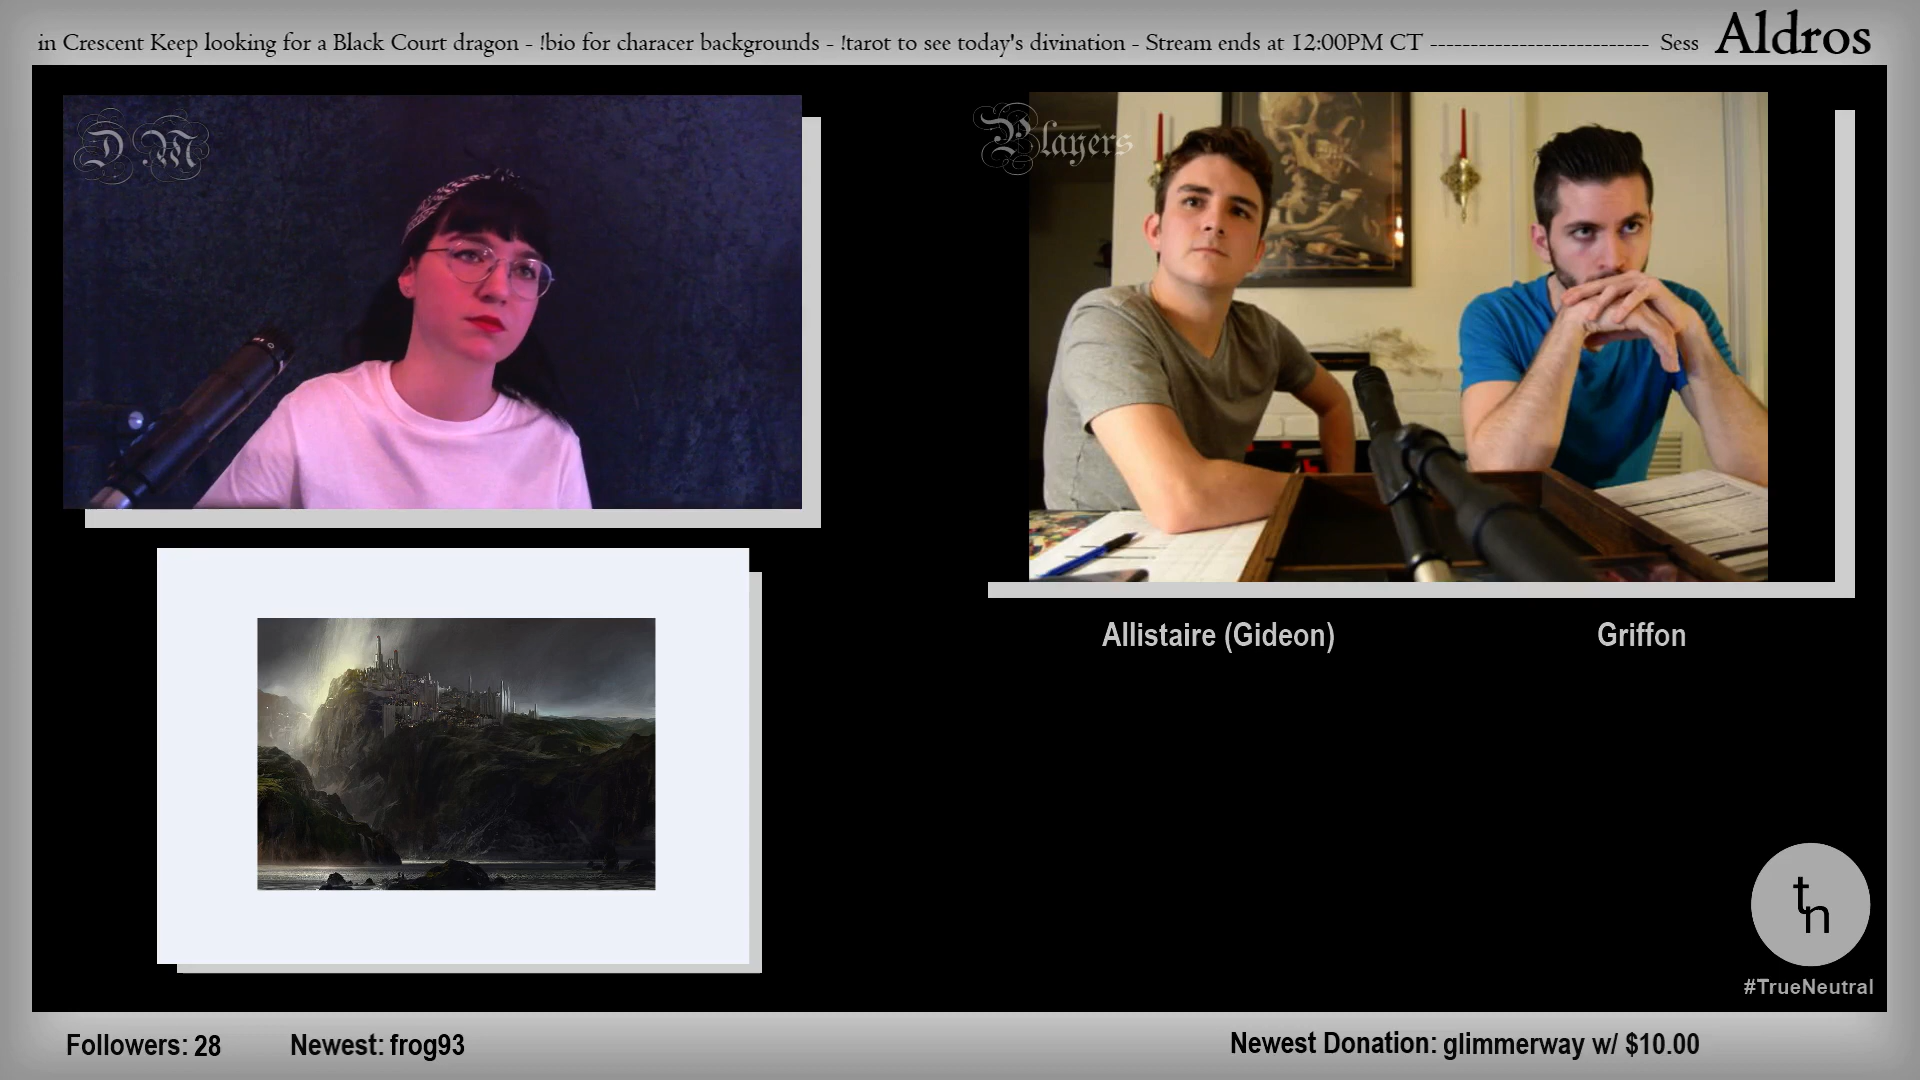 in Crescent Keep looking for a Black Court dragon - !bio for characer backgrounds - !tarot to see today's divination - Stream ends at 12:00PM CT --------------------------- Sess
Aldros
DM
Players
Allistaire (Gideon)
Griffon
tn
#TrueNeutral
Followers: 28
Newest: frog93
Newest Donation: glimmerway w/ $10.00